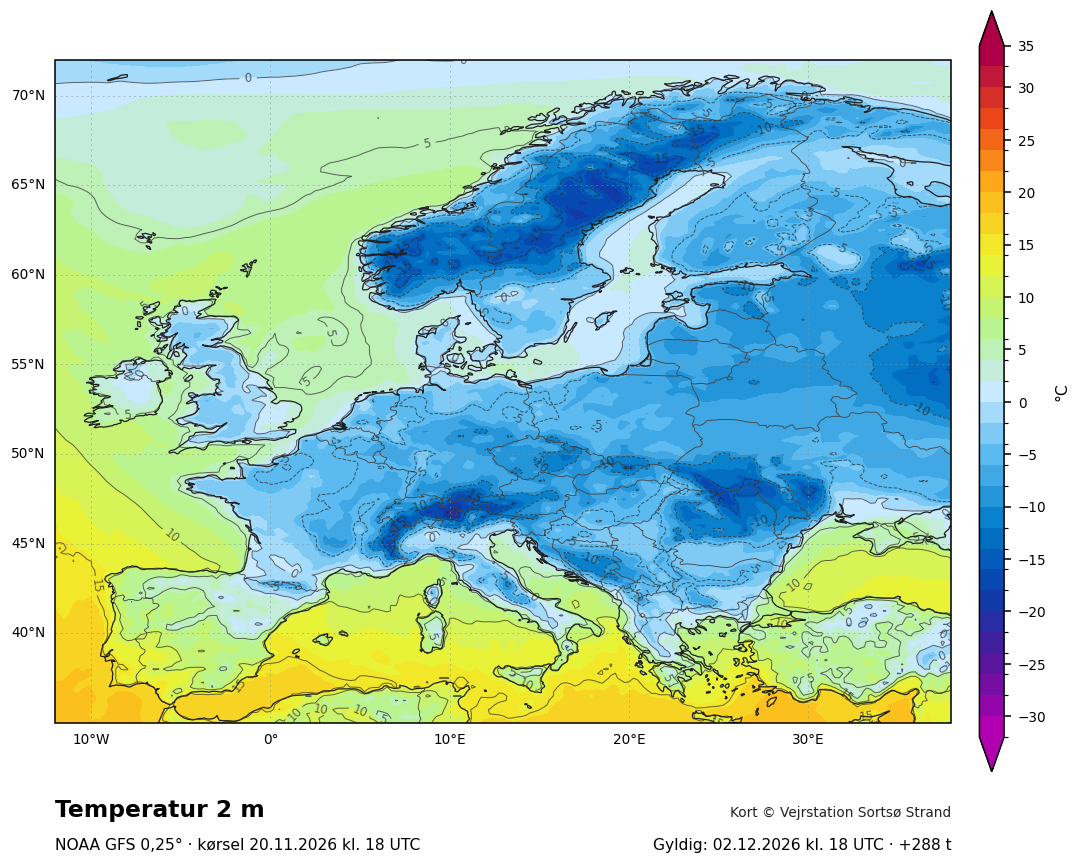 70°N
65°N
60°N
55°N
50°N
45°N
40°N
10°W 0° 10°E 20°E 30°E
35
30
25
20
15
10
5
0
−5
−10
−15
−20
−25
−30
°C
Temperatur 2 m
Kort © Vejrstation Sortsø Strand
NOAA GFS 0,25° · kørsel 20.11.2026 kl. 18 UTC
Gyldig: 02.12.2026 kl. 18 UTC · +288 t